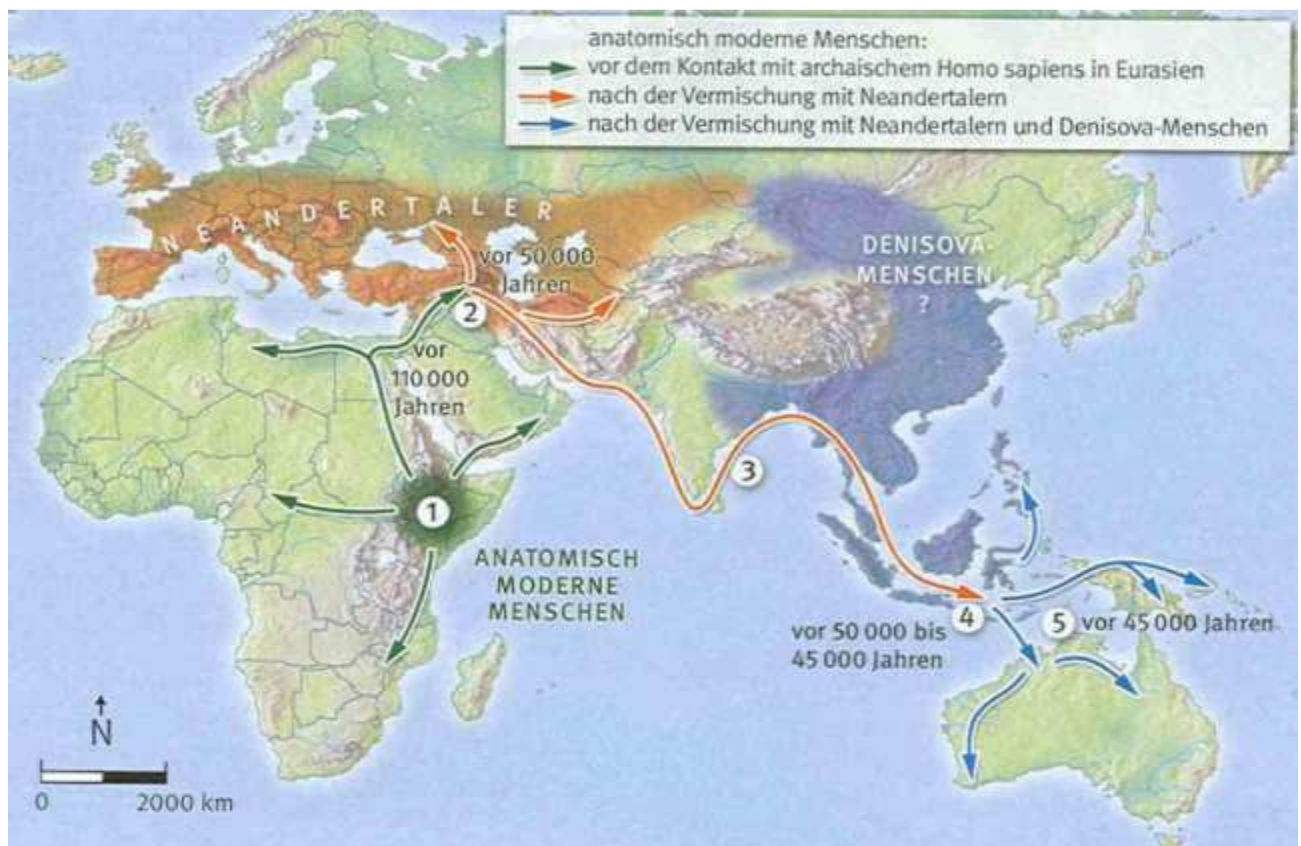 anatomisch moderne Menschen:
vor dem Kontakt mit archaischem Homo sapiens in Eurasien
nach der Vermischung mit Neandertalern
nach der Vermischung mit Neandertalern und Denisova-Menschen
NEANDERTALER
vor 50 000
Jahren
DENISOVA-
MENSCHEN
?
2
vor
110 000
Jahren
3
1
ANATOMISCH
MODERNE
MENSCHEN
4
vor 50 000 bis
45 000 Jahren
5
vor 45 000 Jahren
N
0
2000 km